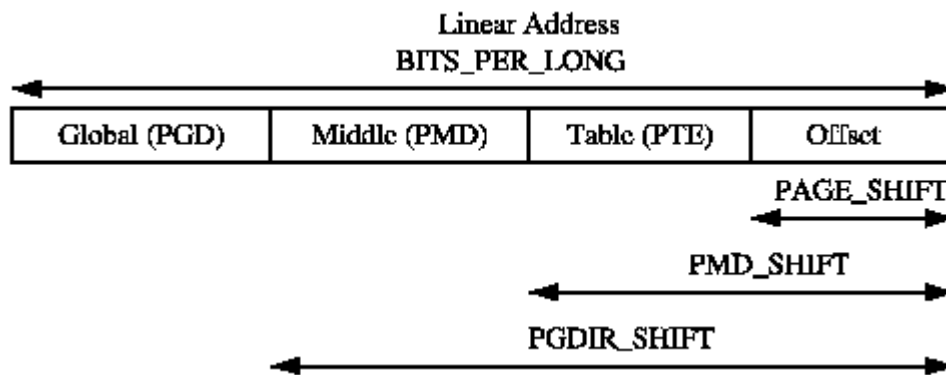 Linear Address
BITS_PER_LONG
Global (PGD) Middle (PMD) Table (PTE) Offset
PAGE_SHIFT
PMD_SHIFT
PGDIR_SHIFT